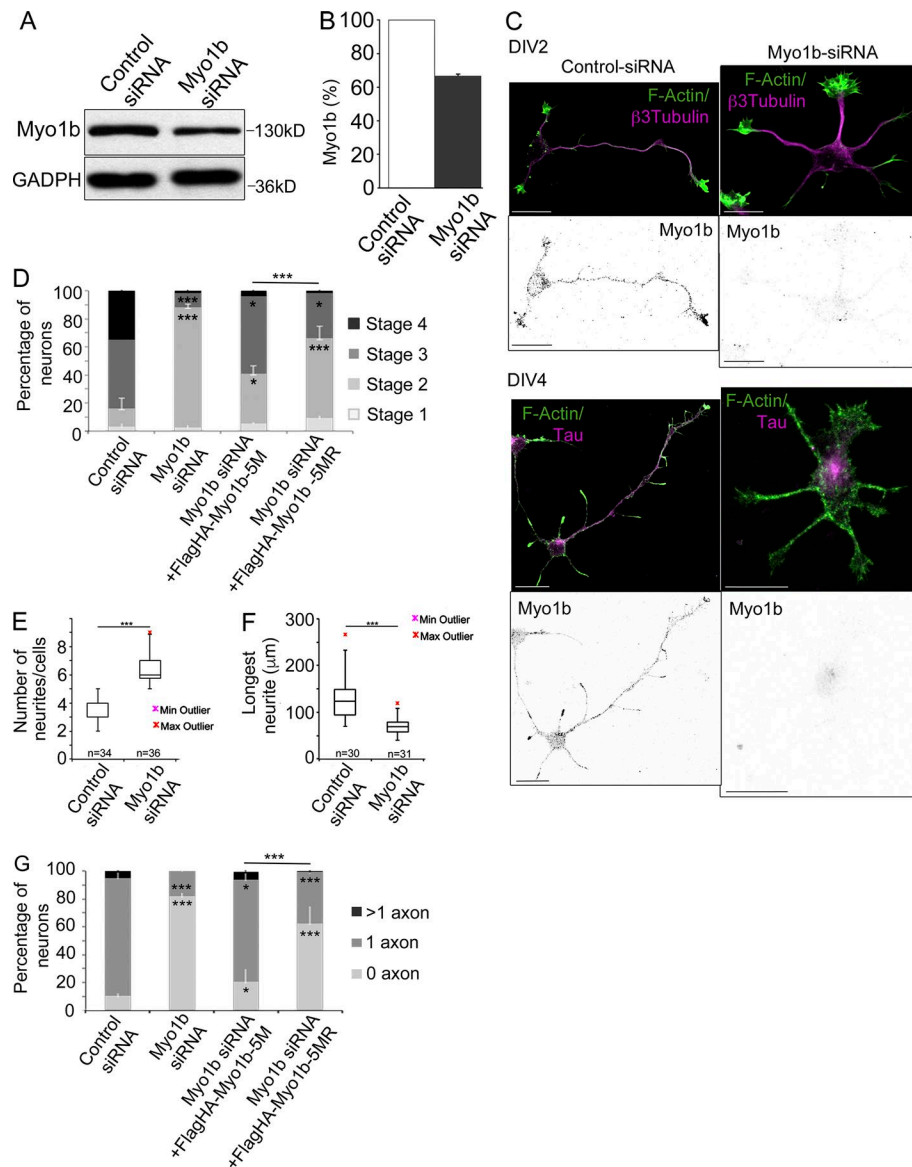 A
Control
siRNA
Myo1b
siRNA
Myo1b
–130kD
GADPH
–36kD
B
Myo1b (%)
100
80
60
40
20
0
Control
siRNA
Myo1b
siRNA
C
DIV2
Control-siRNA
Myo1b-siRNA
F-Actin/
β3Tubulin
F-Actin/
β3Tubulin
Myo1b
Myo1b
DIV4
F-Actin/
Tau
F-Actin/
Tau
Myo1b
Myo1b
D
Percentage of
neurons
100
80
60
40
20
0
***
***
***
*
*
*
***
Stage 4
Stage 3
Stage 2
Stage 1
Control
siRNA
Myo1b
siRNA
Myo1b siRNA
+FlagHA-Myo1b-5M
Myo1b siRNA
+FlagHA-Myo1b -5MR
E
Number of
neurites/cells
8
6
4
2
0
***
× Min Outlier
× Max Outlier
n=34
n=36
Control
siRNA
Myo1b
siRNA
F
Longest
neurite (μm)
300
200
100
0
***
× Min Outlier
× Max Outlier
n=30
n=31
Control
siRNA
Myo1b
siRNA
G
Percentage of
neurons
100
80
60
40
20
0
***
***
***
*
*
***
***
>1 axon
1 axon
0 axon
Control
siRNA
Myo1b
siRNA
Myo1b siRNA
+FlagHA-Myo1b-5M
Myo1b siRNA
+FlagHA-Myo1b-5MR